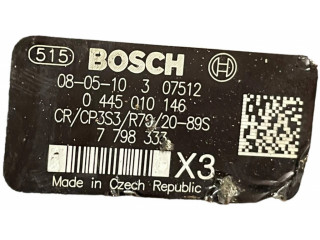 515 BOSCH
08-05-10 3 07512
0 445 010 146
CR/CP3S3/R70/20-89S
7 798 333
X3
Made in Czech Republic